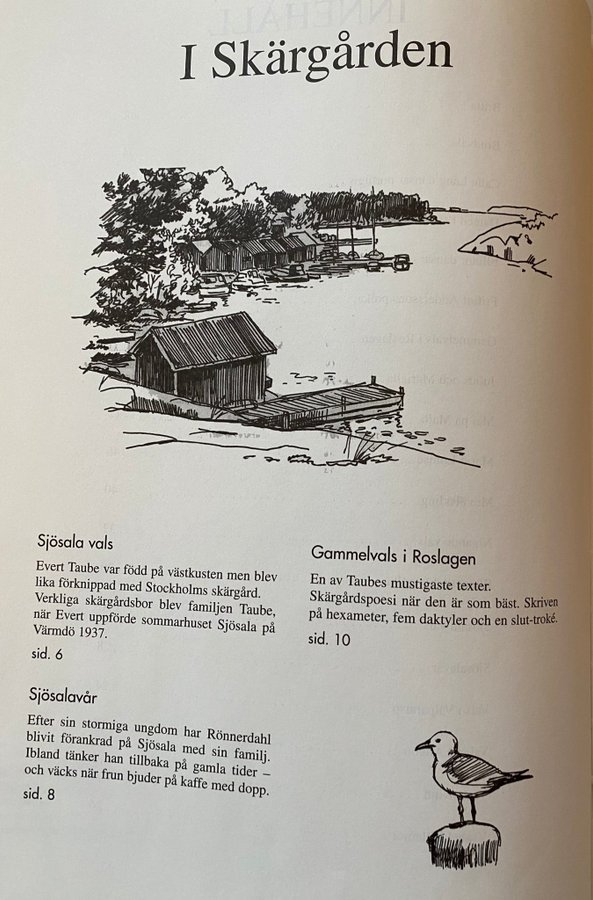 I Skärgården
Sjösala vals
Evert Taube var född på västkusten men blev
lika förknippad med Stockholms skärgård.
Verkliga skärgårdsbor blev familjen Taube,
när Evert uppförde sommarhuset Sjösala på
Värmdö 1937.
sid. 6
Sjösalavår
Efter sin stormiga ungdom har Rönnerdahl
blivit förankrad på Sjösala med sin familj.
Ibland tänker han tillbaka på gamla tider –
och väcks när frun bjuder på kaffe med dopp.
sid. 8
Gammelvals i Roslagen
En av Taubes mustigaste texter.
Skärgårdspoesi när den är som bäst. Skriven
på hexameter, fem daktyler och en slut-troké.
sid. 10